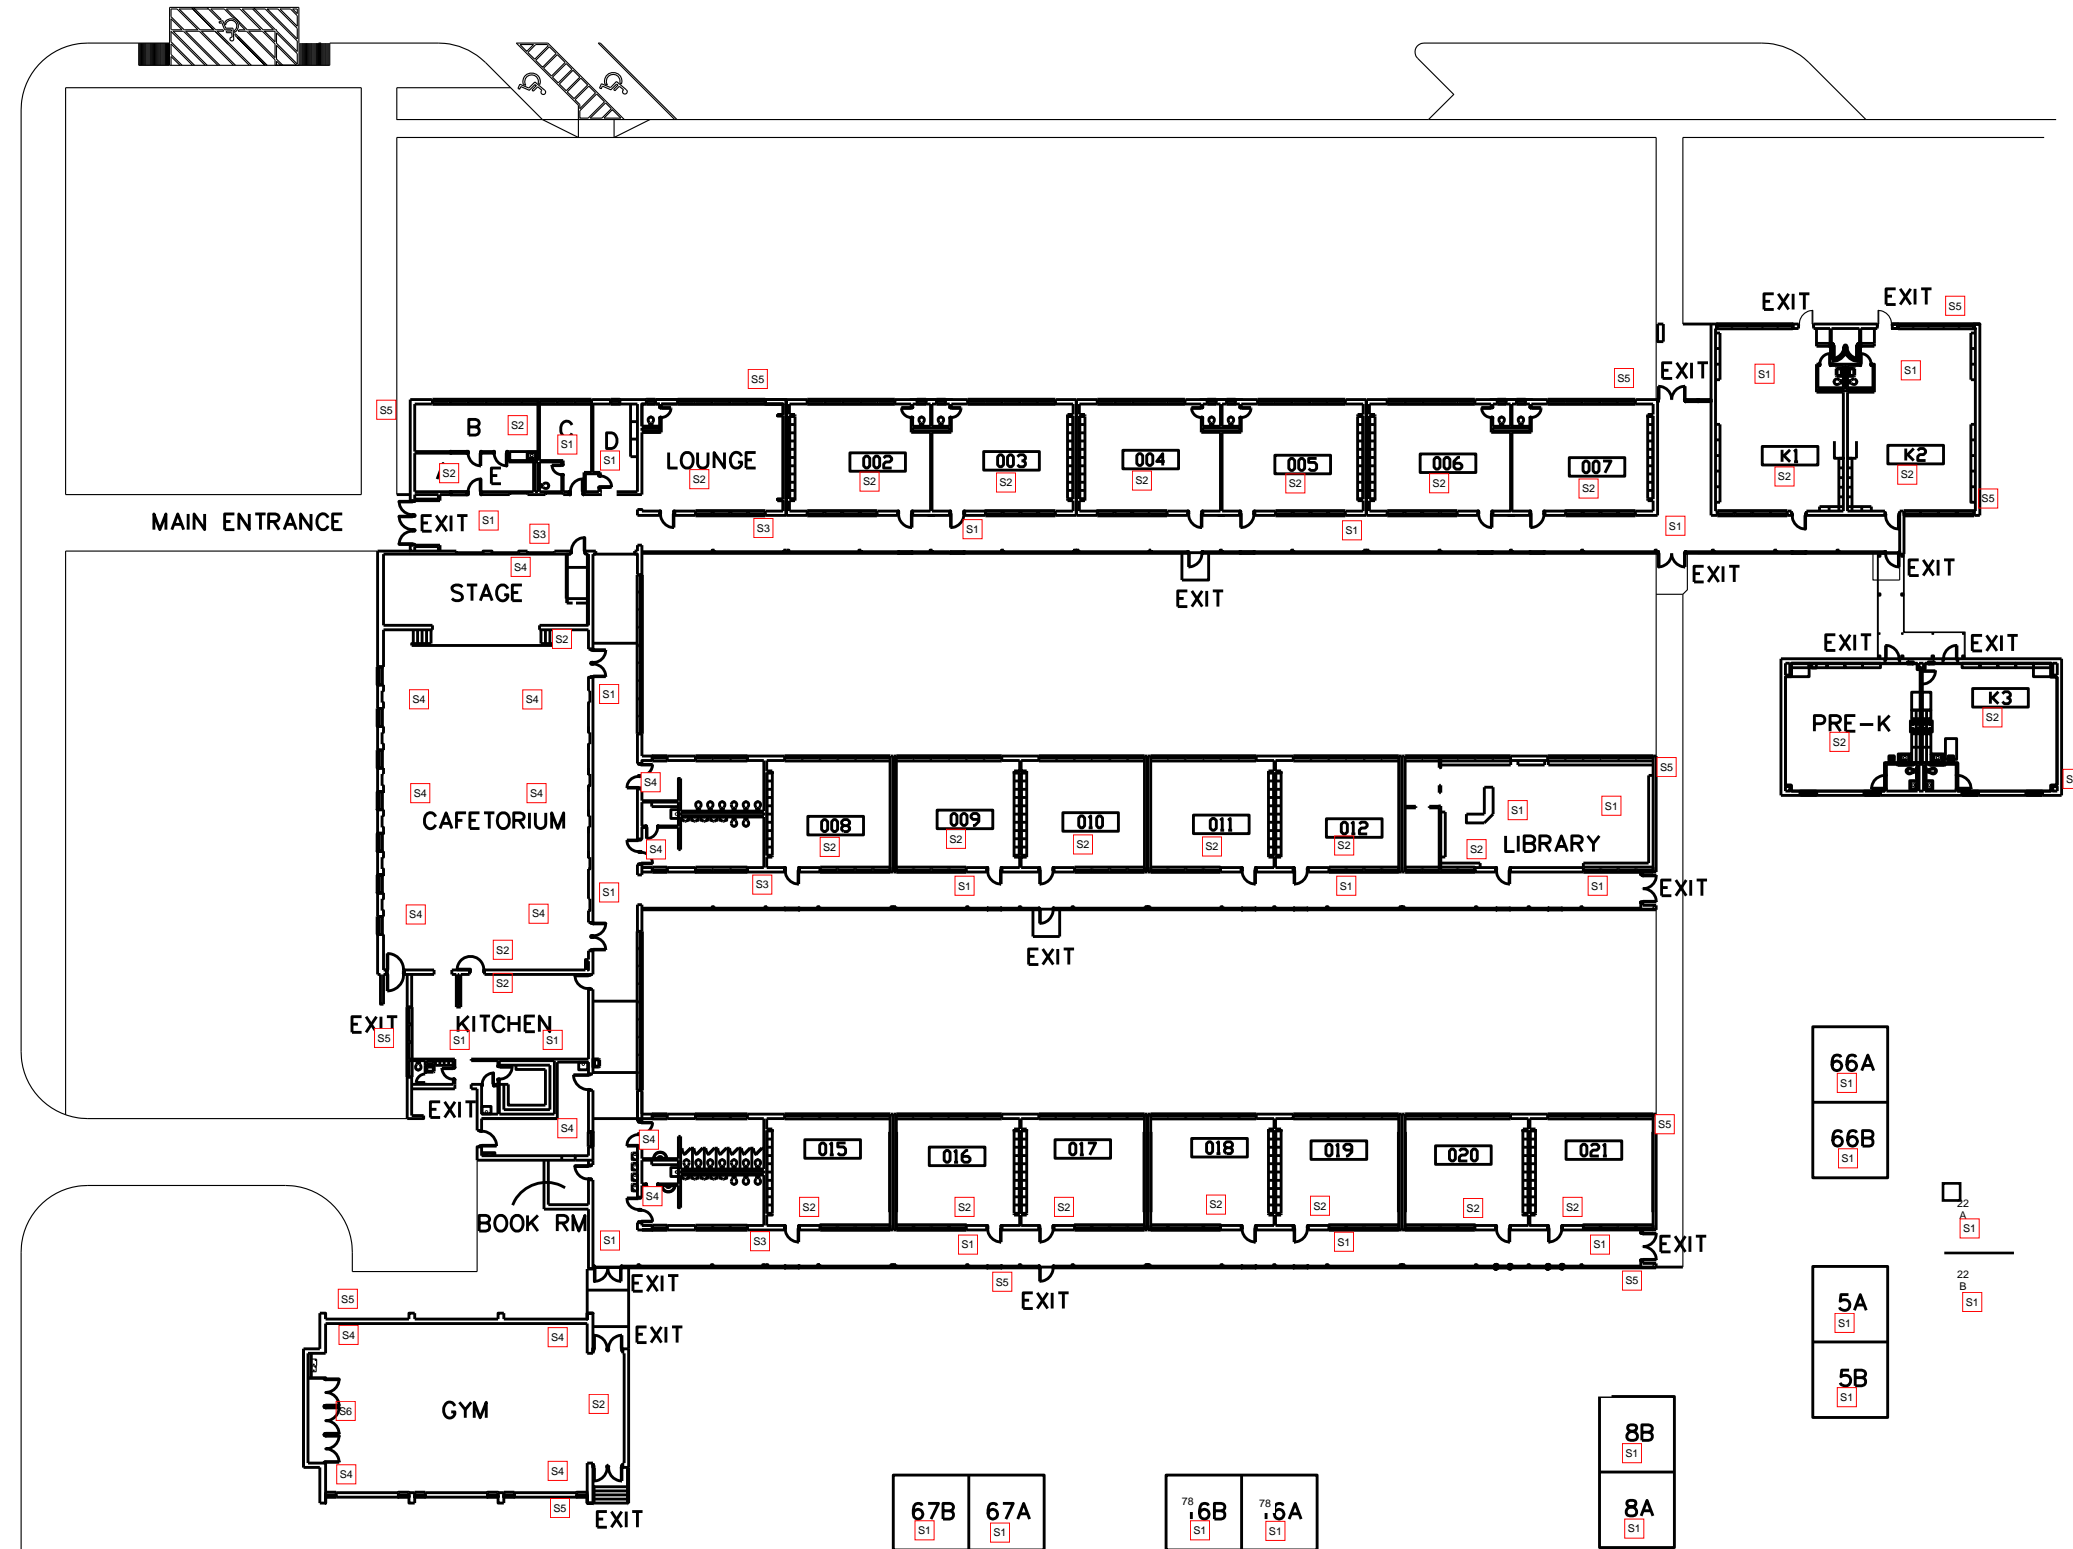 EXIT EXIT S5
EXIT
S5 S5 S1 S1
S5
B S2 C S1 D S1
S2 E
LOUNGE S2
002 S2
003 S2
004 S2
005 S2
006 S2
007 S2
K1 S2
K2 S2
S5
MAIN ENTRANCE
EXIT S1 S3 S3 S1 S1 S1
S4
STAGE
EXIT
EXIT
EXIT
S2
EXIT EXIT
S1
S4 S4
K3
S2
PRE-K
S2
S5
S4
S4 S4
S5
CAFETORIUM
008 S2
009 S2
010 S2
011 S2
012 S2
S1 S1
S2 LIBRARY
S4
S1 S3 S1 S1 S1 EXIT
S4 S4
S2
EXIT
S2
EXIT
S5
KITCHEN
S1 S1
66A
S1
EXIT
S4
S4
S5
66B
S1
015 S2
016 S2
017 S2
018 S2
019 S2
020 S2
021 S2
S4
BOOK RM
22
A
S1
S1 S3 S1 S1 S1 EXIT
EXIT
S5
EXIT
S5
22
B
S1
5A
S1
S5
S4 S4
EXIT
5B
S1
GYM
S6
S2
S4 S4
S5
EXIT
8B
S1
8A
S1
67B
S1
67A
S1
78
6B
S1
78
6A
S1